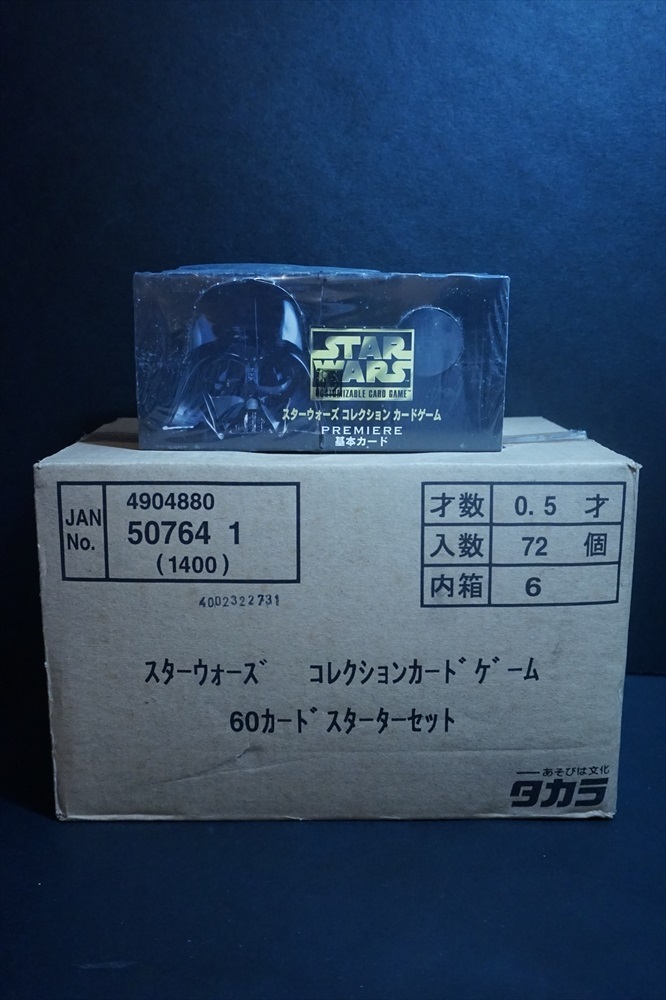 STAR
WARS
CUSTOMIZABLE CARD GAME™
スターウォーズ コレクション カードゲーム
PREMIERE
基本カード
JAN No.
4904880
50764 1
(1400)
才数 0.5 才
入数 72 個
内箱 6
4002322731
スターウォーズ コレクションカードゲーム
60カードスターターセット
あそびは文化
タカラ